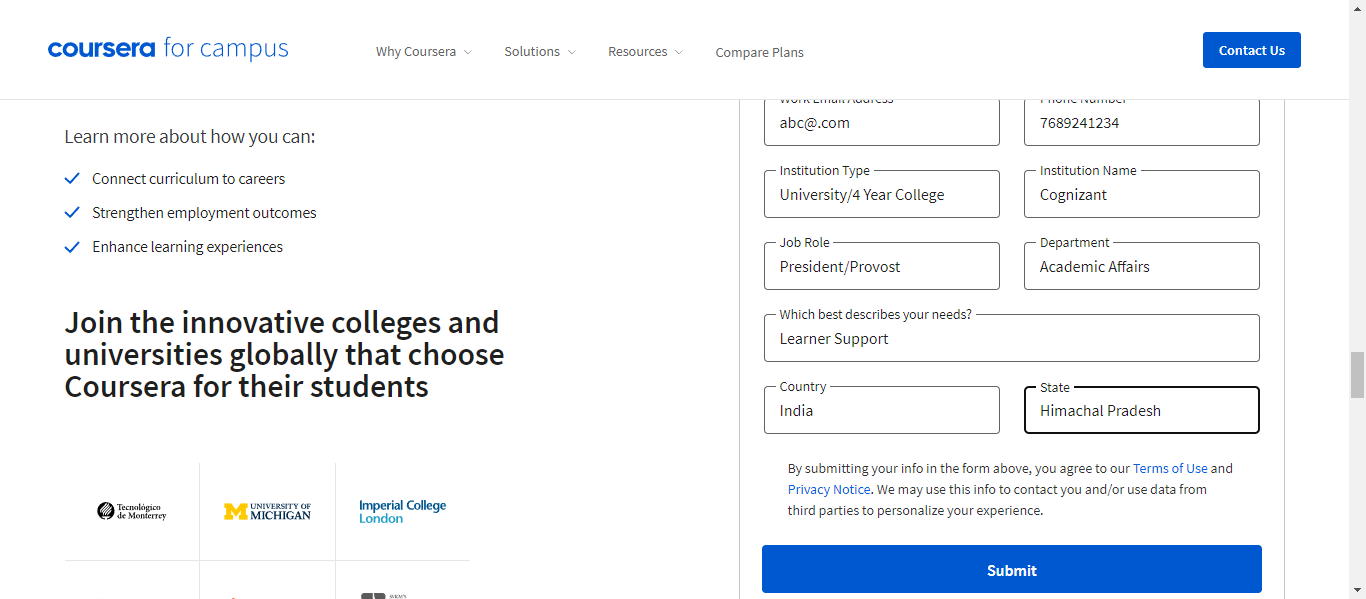 coursera for campus
Why Coursera
Solutions
Resources
Compare Plans
Contact Us
Learn more about how you can:
Connect curriculum to careers
Strengthen employment outcomes
Enhance learning experiences
Join the innovative colleges and
universities globally that choose
Coursera for their students
Tecnológico
de Monterrey
UNIVERSITY OF
MICHIGAN
Imperial College
London
Work Email Address
abc@.com
Phone Number
7689241234
Institution Type
University/4 Year College
Institution Name
Cognizant
Job Role
President/Provost
Department
Academic Affairs
Which best describes your needs?
Learner Support
Country
India
State
Himachal Pradesh
By submitting your info in the form above, you agree to our Terms of Use and
Privacy Notice. We may use this info to contact you and/or use data from
third parties to personalize your experience.
Submit